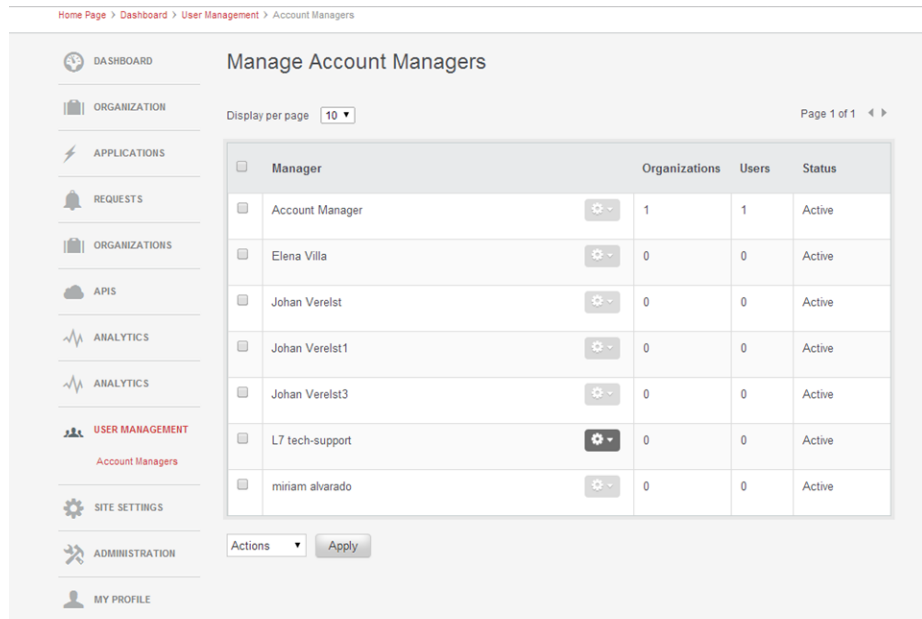 Home Page > Dashboard > User Management > Account Managers
DASHBOARD
ORGANIZATION
APPLICATIONS
REQUESTS
ORGANIZATIONS
APIS
ANALYTICS
ANALYTICS
USER MANAGEMENT
Account Managers
SITE SETTINGS
ADMINISTRATION
MY PROFILE
Manage Account Managers
Display per page 10
Page 1 of 1
Manager Organizations Users Status
Account Manager 1 1 Active
Elena Villa 0 0 Active
Johan Verelst 0 0 Active
Johan Verelst1 0 0 Active
Johan Verelst3 0 0 Active
L7 tech-support 0 0 Active
miriam alvarado 0 0 Active
Actions Apply